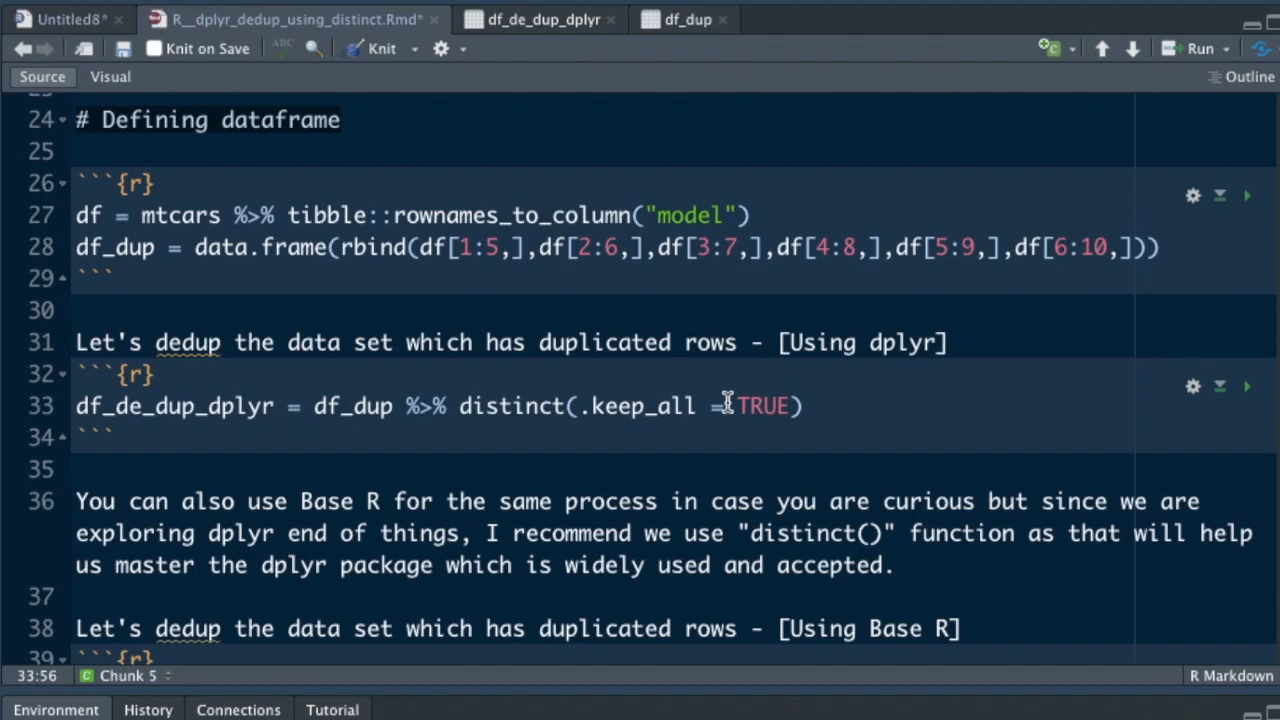 Untitled8* R__dplyr_dedup_using_distinct.Rmd* df_de_dup_dplyr df_dup
Knit on Save ABC Knit Run
Source Visual Outline
24 # Defining dataframe
25
26 ```{r}
27 df = mtcars %>% tibble::rownames_to_column("model")
28 df_dup = data.frame(rbind(df[1:5,],df[2:6,],df[3:7,],df[4:8,],df[5:9,],df[6:10,]))
29 ```
30
31 Let's dedup the data set which has duplicated rows - [Using dplyr]
32 ```{r}
33 df_de_dup_dplyr = df_dup %>% distinct(.keep_all = TRUE)
34 ```
35
36 You can also use Base R for the same process in case you are curious but since we are
exploring dplyr end of things, I recommend we use "distinct()" function as that will help
us master the dplyr package which is widely used and accepted.
37
38 Let's dedup the data set which has duplicated rows - [Using Base R]
39 ```{r}
33:56 Chunk 5 R Markdown
Environment History Connections Tutorial